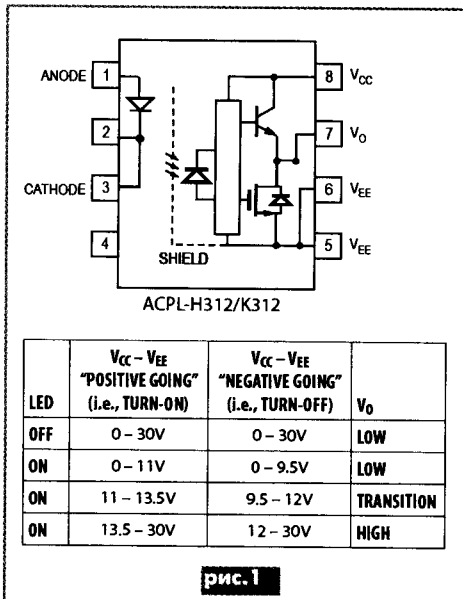 ANODE 1
8 VCC
2
7 VO
CATHODE 3
6 VEE
4
5 VEE
SHIELD
ACPL-H312/K312
LED | VCC – VEE “POSITIVE GOING” (i.e., TURN-ON) | VCC – VEE “NEGATIVE GOING” (i.e., TURN-OFF) | VO
OFF | 0 – 30V | 0 – 30V | LOW
ON | 0 – 11V | 0 – 9.5V | LOW
ON | 11 – 13.5V | 9.5 – 12V | TRANSITION
ON | 13.5 – 30V | 12 – 30V | HIGH
рис.1